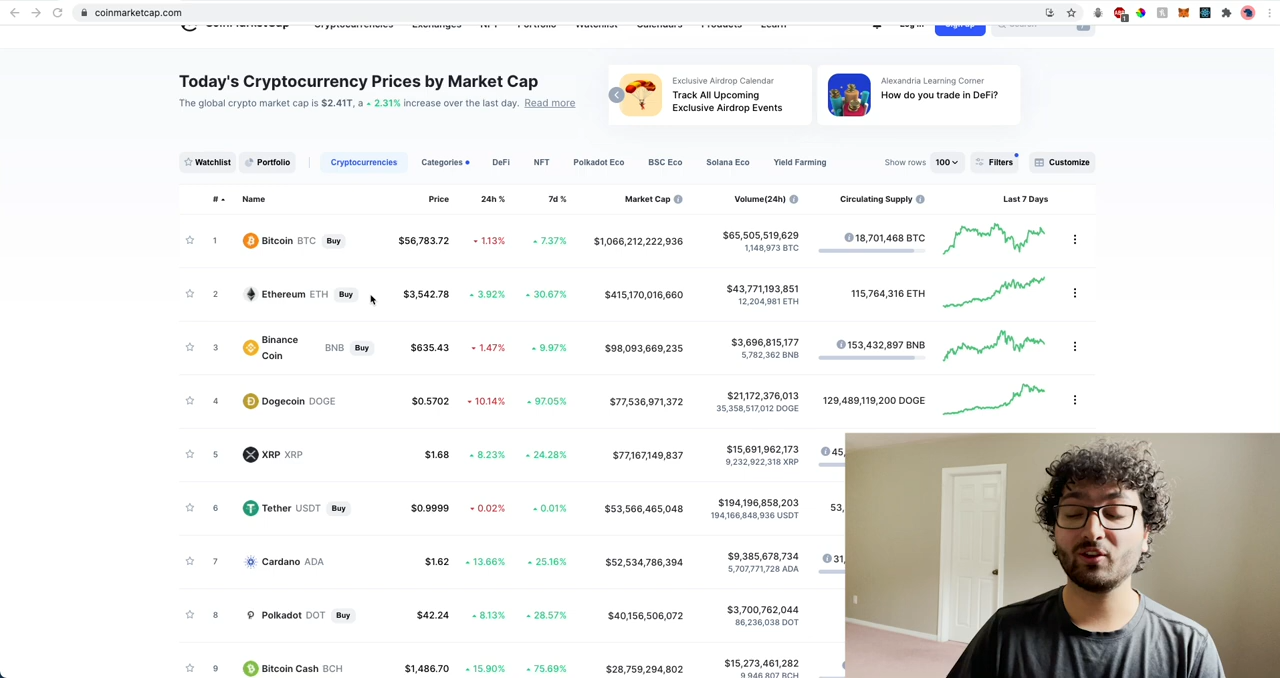 coinmarketcap.com
1
CoinMarketCap Cryptocurrencies Exchanges NFT Portfolio Watchlist Calendars Products Learn Log In Sign up Search
Today's Cryptocurrency Prices by Market Cap
The global crypto market cap is $2.41T, a 2.31% increase over the last day. Read more
Exclusive Airdrop Calendar
Track All Upcoming
Exclusive Airdrop Events
Alexandria Learning Corner
How do you trade in DeFi?
Watchlist Portfolio Cryptocurrencies Categories DeFi NFT Polkadot Eco BSC Eco Solana Eco Yield Farming Show rows 100 Filters Customize
# Name Price 24h % 7d % Market Cap Volume(24h) Circulating Supply Last 7 Days
1 Bitcoin BTC Buy $56,783.72 1.13% 7.37% $1,066,212,222,936 $65,505,519,629 18,701,468 BTC
1,148,973 BTC
2 Ethereum ETH Buy $3,542.78 3.92% 30.67% $415,170,016,660 $43,771,193,851 115,764,316 ETH
12,204,981 ETH
3 Binance
Coin BNB Buy $635.43 1.47% 9.97% $98,093,669,235 $3,696,815,177 153,432,897 BNB
5,782,362 BNB
4 Dogecoin DOGE $0.5702 10.14% 97.05% $77,536,971,372 $21,172,376,013 129,489,119,200 DOGE
35,358,517,012 DOGE
5 XRP XRP $1.68 8.23% 24.28% $77,167,149,837 $15,691,962,173 45,
9,232,922,318 XRP
6 Tether USDT Buy $0.9999 0.02% 0.01% $53,566,465,048 $194,196,858,203 53,
194,166,848,936 USDT
7 Cardano ADA $1.62 13.66% 25.16% $52,534,786,394 $9,385,678,734 31,
5,707,771,728 ADA
8 Polkadot DOT Buy $42.24 8.13% 28.57% $40,156,506,072 $3,700,762,044
86,236,038 DOT
9 Bitcoin Cash BCH $1,486.70 15.90% 75.69% $28,759,294,802 $15,273,461,282
9,946,807 BCH